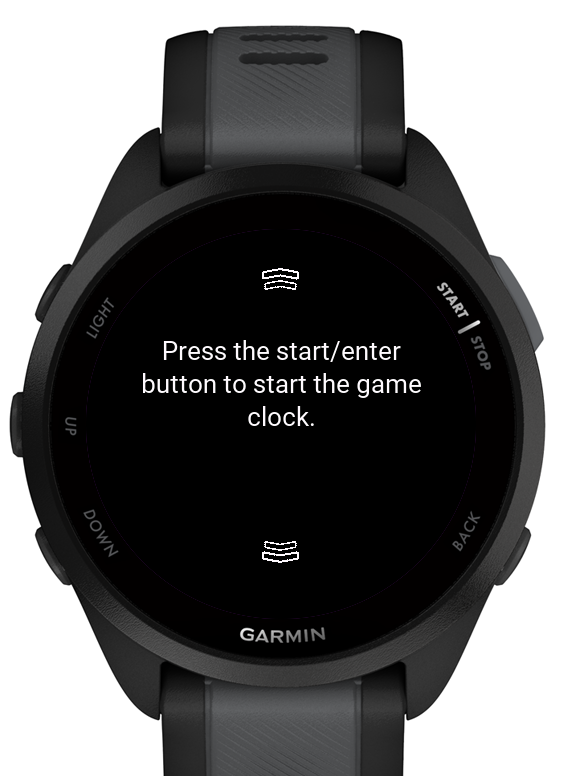 START
STOP
LIGHT
Press the start/enter
button to start the game
clock.
UP
DOWN
BACK
GARMIN